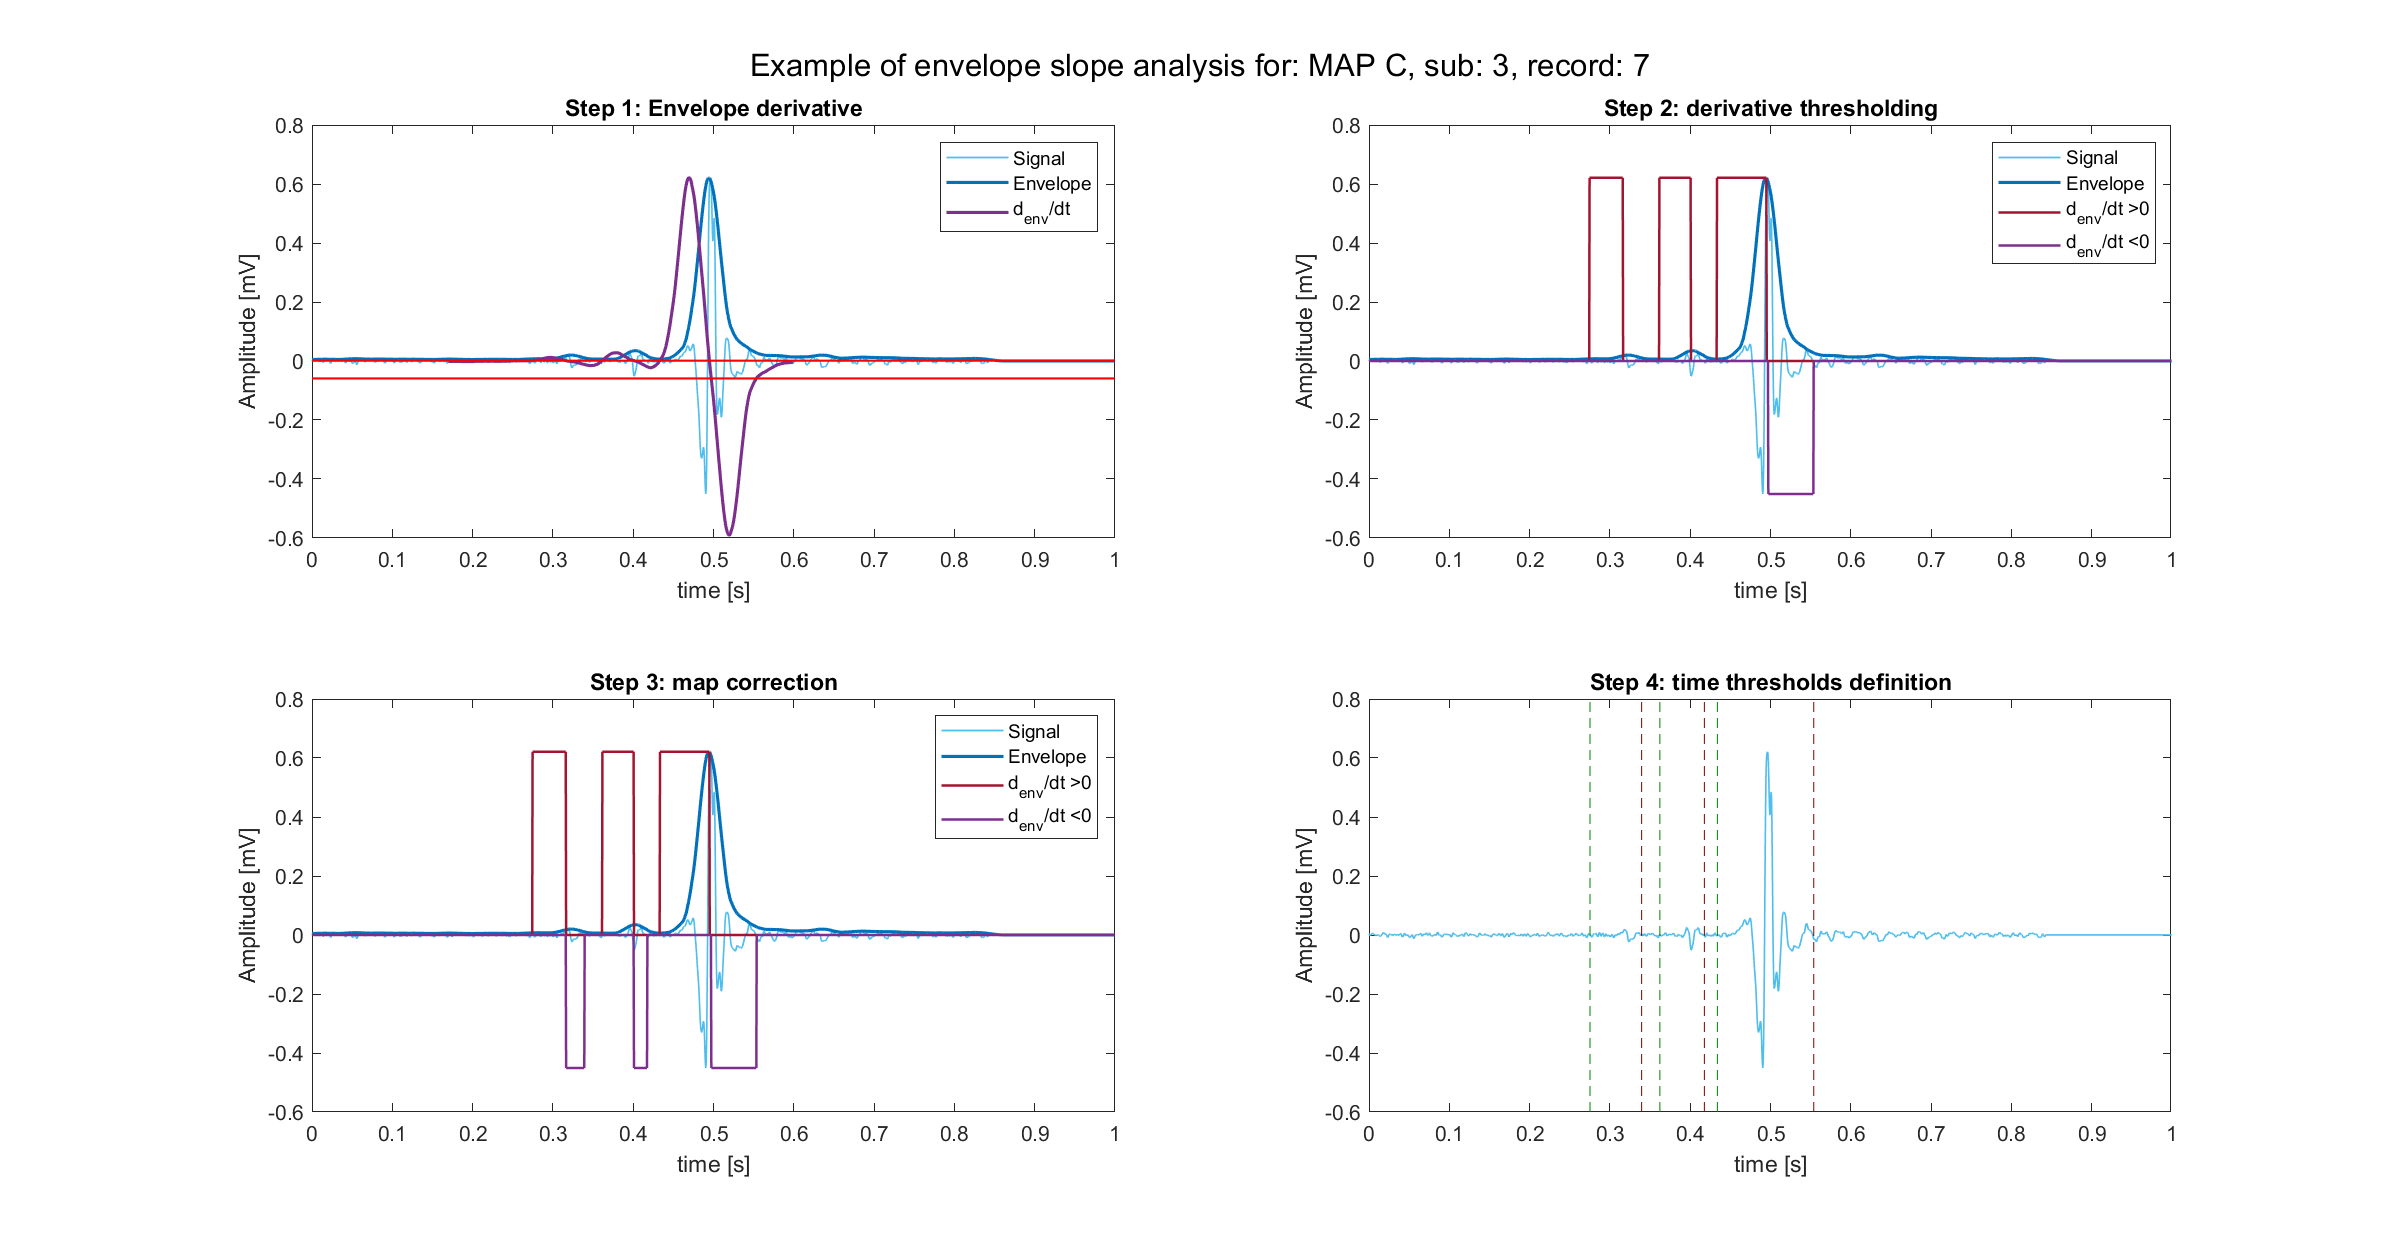 Example of envelope slope analysis for: MAP C, sub: 3, record: 7
Step 1: Envelope derivative
0.8
0.6
0.4
0.2
0
-0.2
-0.4
-0.6
Amplitude [mV]
0 0.1 0.2 0.3 0.4 0.5 0.6 0.7 0.8 0.9 1
time [s]
Signal
Envelope
d_env/dt
Step 2: derivative thresholding
0.8
0.6
0.4
0.2
0
-0.2
-0.4
-0.6
Amplitude [mV]
0 0.1 0.2 0.3 0.4 0.5 0.6 0.7 0.8 0.9 1
time [s]
Signal
Envelope
d_env/dt >0
d_env/dt <0
Step 3: map correction
0.8
0.6
0.4
0.2
0
-0.2
-0.4
-0.6
Amplitude [mV]
0 0.1 0.2 0.3 0.4 0.5 0.6 0.7 0.8 0.9 1
time [s]
Signal
Envelope
d_env/dt >0
d_env/dt <0
Step 4: time thresholds definition
0.8
0.6
0.4
0.2
0
-0.2
-0.4
-0.6
Amplitude [mV]
0 0.1 0.2 0.3 0.4 0.5 0.6 0.7 0.8 0.9 1
time [s]